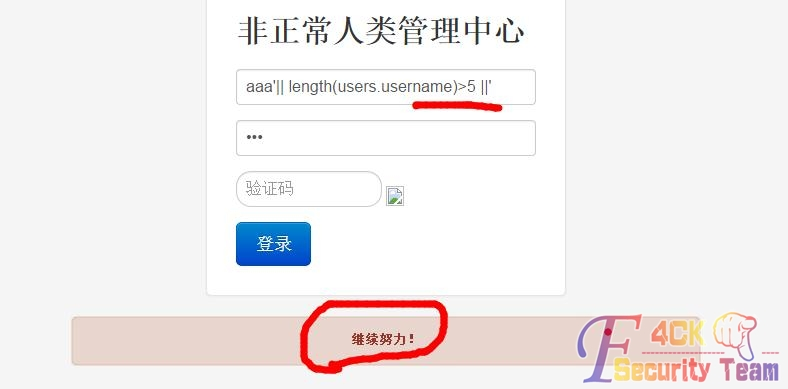 非正常人类管理中心
aaa'|| length(users.username)>5 ||'
•••
验证码
登录
继续努力！
F4CK
Security Team